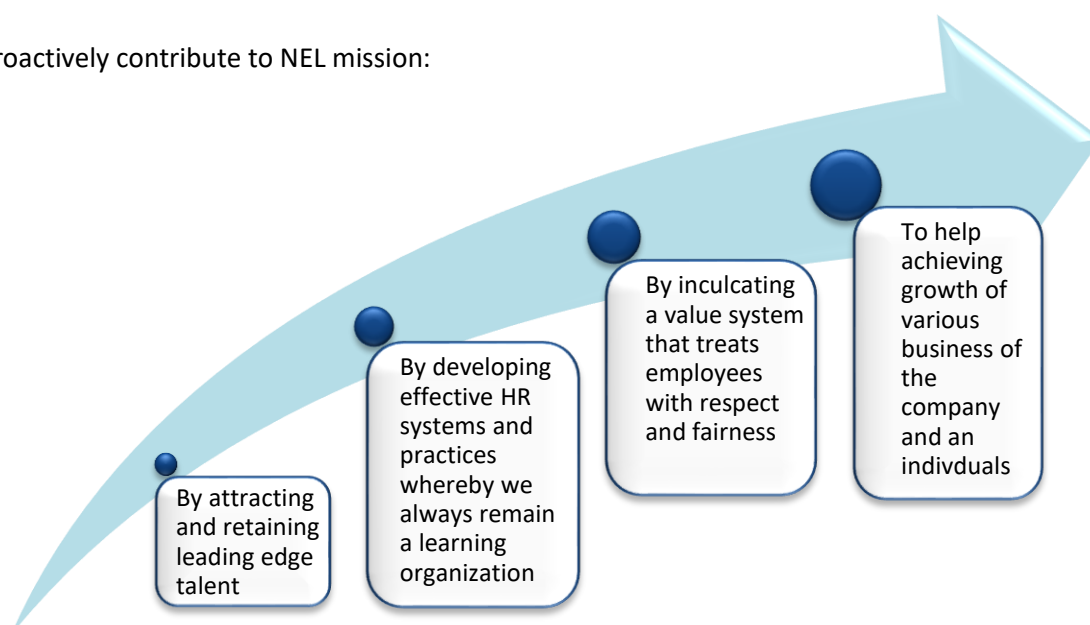 roactively contribute to NEL mission:
By attracting
and retaining
leading edge
talent
By developing
effective HR
systems and
practices
whereby we
always remain
a learning
organization
By inculcating
a value system
that treats
employees
with respect
and fairness
To help
achieving
growth of
various
business of
the
company
and an
indivduals